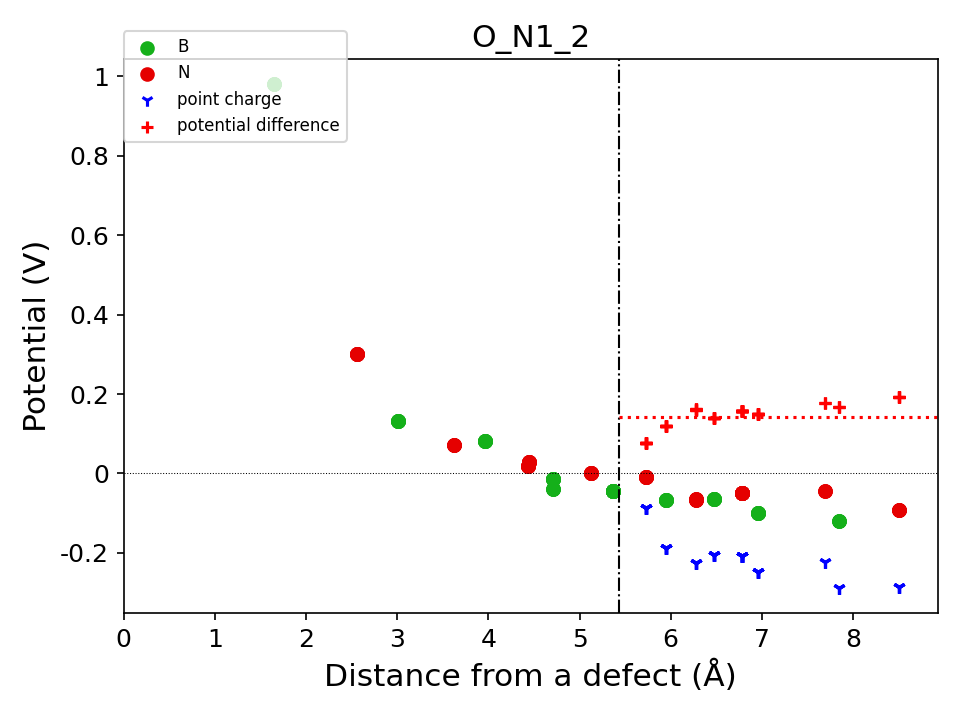 O_N1_2
B
N
point charge
potential difference
Potential (V)
1
0.8
0.6
0.4
0.2
0
-0.2
0 1 2 3 4 5 6 7 8
Distance from a defect (Å)